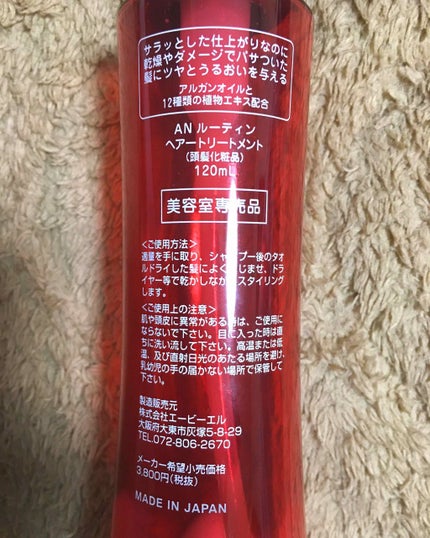 サラッとした仕上がりなのに
乾燥やダメージでパサついた
髪にツヤとうるおいを与える
アルガンオイルと
12種類の植物エキス配合
AN ルーティン
ヘアートリートメント
(頭髪化粧品)
120mL
美容室専売品
<ご使用方法>
適量を手に取り、シャンプー後のタオ
ルドライした髪によくなじませ、ドラ
イヤー等で乾かしながらスタイリング
します。
<ご使用上の注意>
肌や頭皮に異常がある時は、ご使用に
ならないで下さい。目に入った時は直
ちに洗い流して下さい。高温または低
温、及び直射日光のあたる場所を避け、
乳幼児の手の届かない場所で保管して
下さい。
製造販売元
株式会社エービーエル
大阪府大東市灰塚5-8-29
TEL.072-806-2670
メーカー希望小売価格
3,800円(税抜)
MADE IN JAPAN